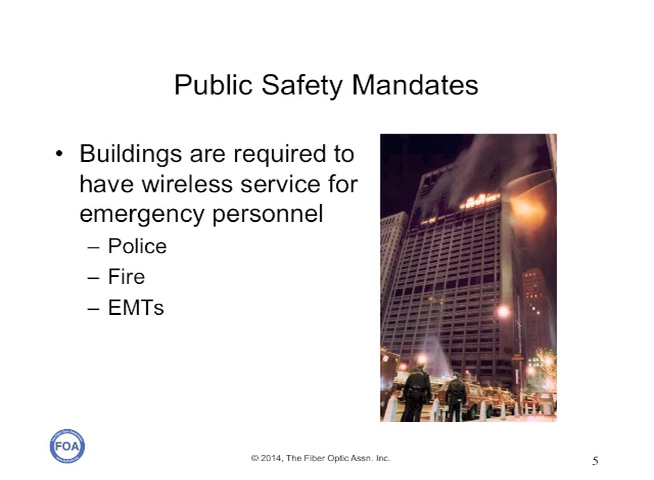 Public Safety Mandates
• Buildings are required to
have wireless service for
emergency personnel
– Police
– Fire
– EMTs
FOA
© 2014, The Fiber Optic Assn. Inc.
5